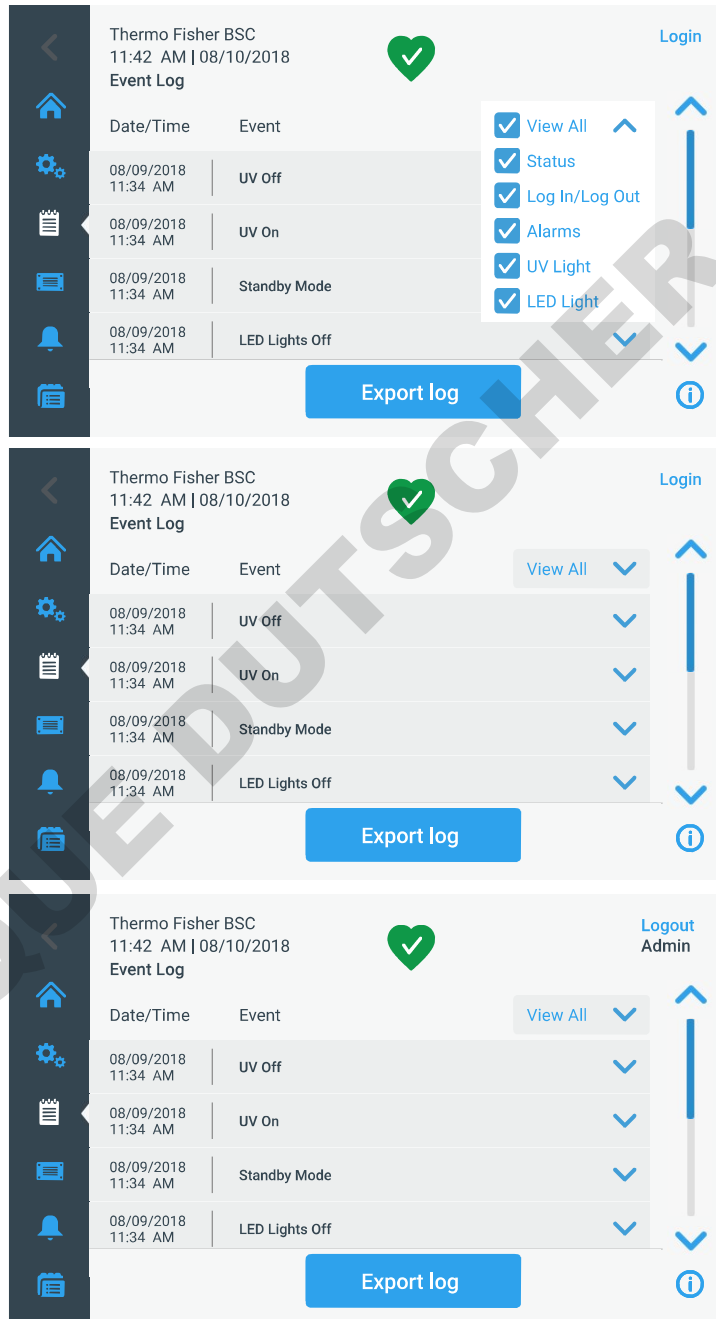 Thermo Fisher BSC
Login
11:42 AM | 08/10/2018
Event Log
Date/Time Event View All
Status
Log In/Log Out
Alarms
UV Light
LED Light
08/09/2018
11:34 AM UV Off
08/09/2018
11:34 AM UV On
08/09/2018
11:34 AM Standby Mode
08/09/2018
11:34 AM LED Lights Off
Export log
Thermo Fisher BSC
Login
11:42 AM | 08/10/2018
Event Log
Date/Time Event View All
08/09/2018
11:34 AM UV Off
08/09/2018
11:34 AM UV On
08/09/2018
11:34 AM Standby Mode
08/09/2018
11:34 AM LED Lights Off
Export log
Thermo Fisher BSC
Logout
11:42 AM | 08/10/2018
Admin
Event Log
Date/Time Event View All
08/09/2018
11:34 AM UV Off
08/09/2018
11:34 AM UV On
08/09/2018
11:34 AM Standby Mode
08/09/2018
11:34 AM LED Lights Off
Export log
QUE DUTSCHER